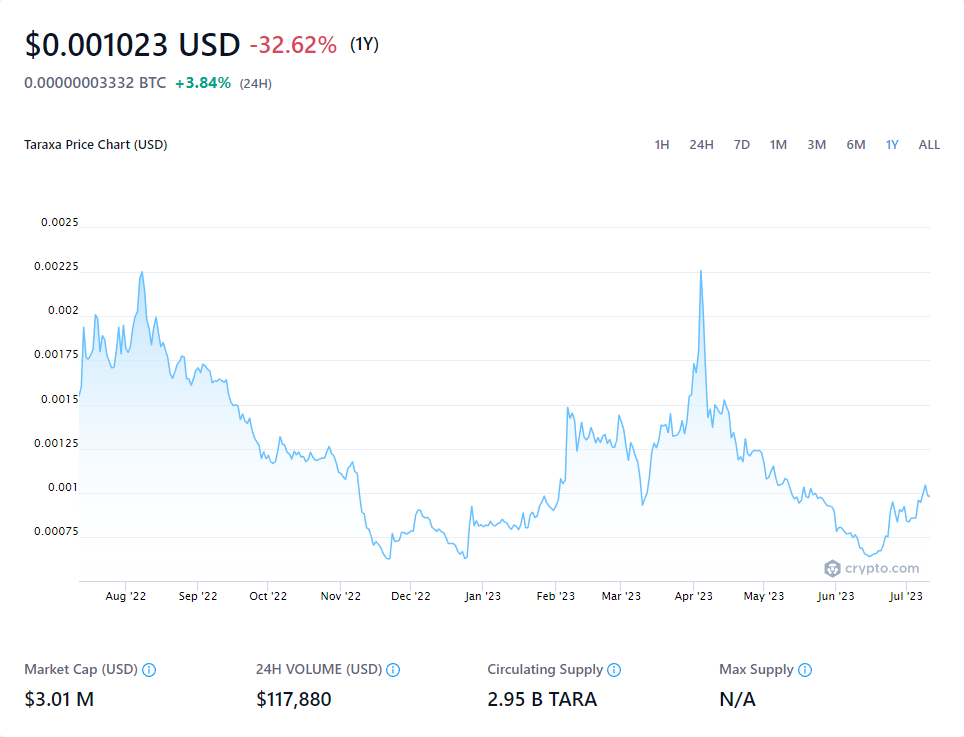 $0.001023 USD -32.62% (1Y)
0.00000003332 BTC +3.84% (24H)
Taraxa Price Chart (USD) 1H 24H 7D 1M 3M 6M 1Y ALL
0.0025
0.00225
0.002
0.00175
0.0015
0.00125
0.001
0.00075
crypto.com
Aug '22 Sep '22 Oct '22 Nov '22 Dec '22 Jan '23 Feb '23 Mar '23 Apr '23 May '23 Jun '23 Jul '23
Market Cap (USD) 24H VOLUME (USD) Circulating Supply Max Supply
$3.01 M $117,880 2.95 B TARA N/A